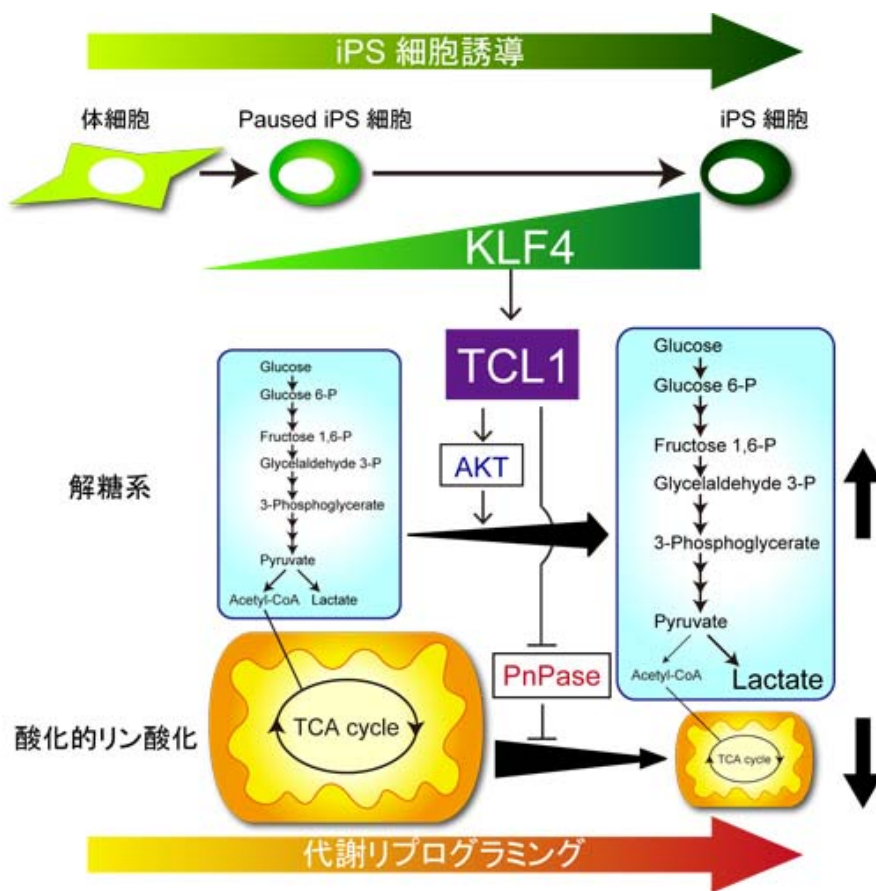 iPS 細胞誘導
体細胞
Paused iPS 細胞
iPS 細胞
KLF4
TCL1
AKT
PnPase
解糖系
Glucose
Glucose 6-P
Fructose 1,6-P
Glycelaldehyde 3-P
3-Phosphoglycerate
Pyruvate
Acetyl-CoA
Lactate
TCA cycle
Glucose
Glucose 6-P
Fructose 1,6-P
Glycelaldehyde 3-P
3-Phosphoglycerate
Pyruvate
Acetyl-CoA
Lactate
TCA cycle
酸化的リン酸化
代謝リプログラミング